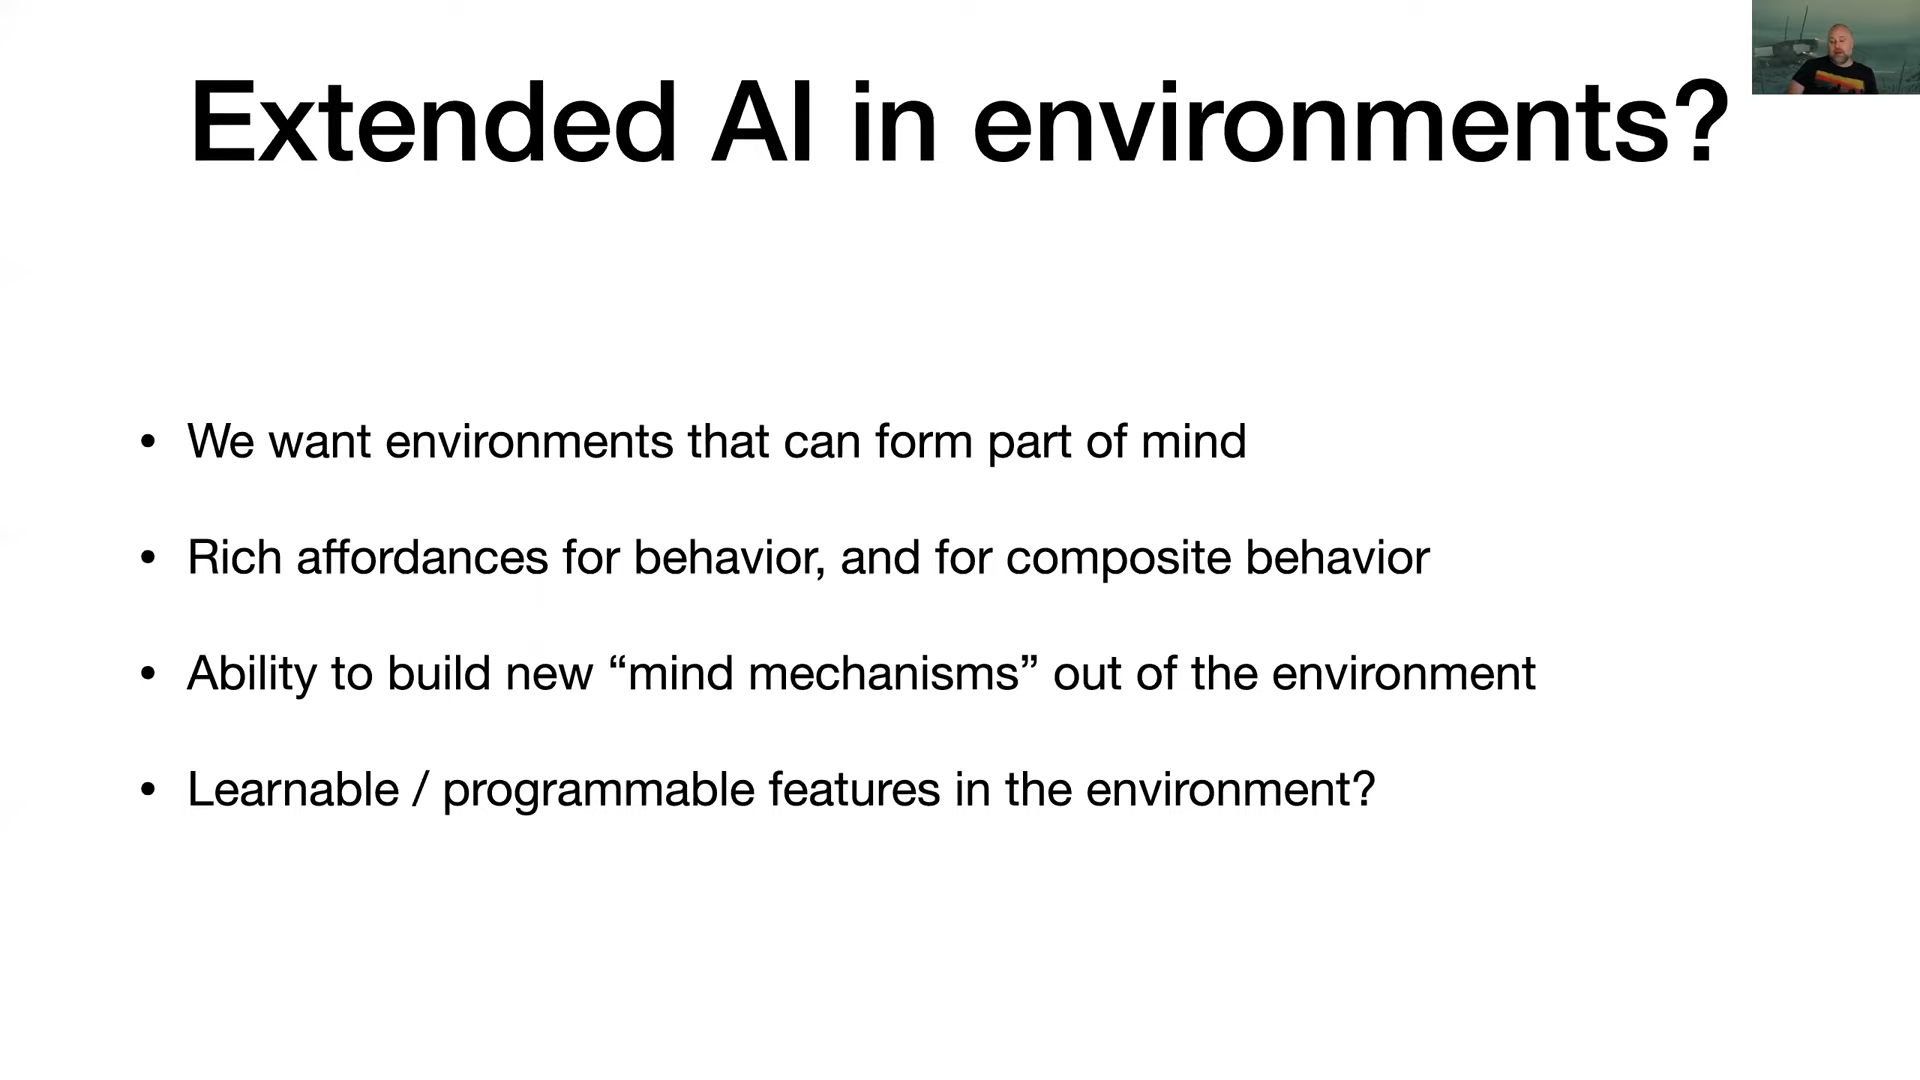 Extended AI in environments?
• We want environments that can form part of mind
• Rich affordances for behavior, and for composite behavior
• Ability to build new “mind mechanisms” out of the environment
• Learnable / programmable features in the environment?